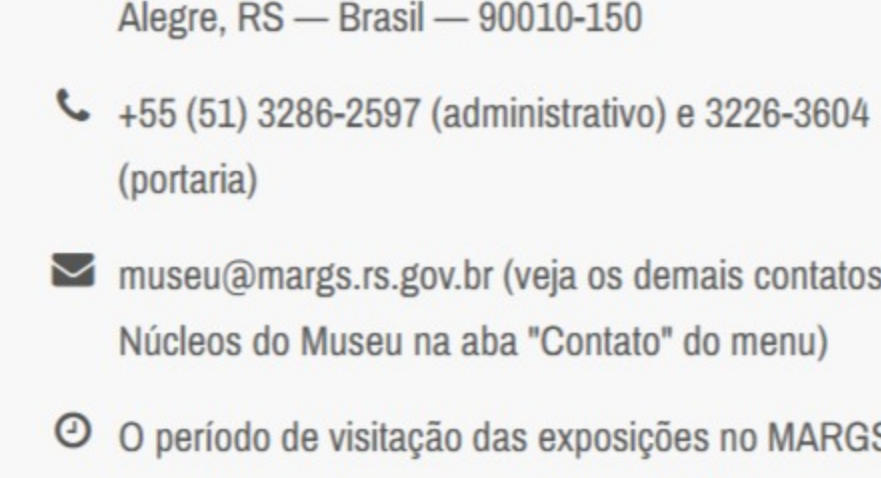 Alegre, RS — Brasil — 90010-150
+55 (51) 3286-2597 (administrativo) e 3226-3604
(portaria)
museu@margs.rs.gov.br (veja os demais contatos
Núcleos do Museu na aba "Contato" do menu)
O período de visitação das exposições no MARGS